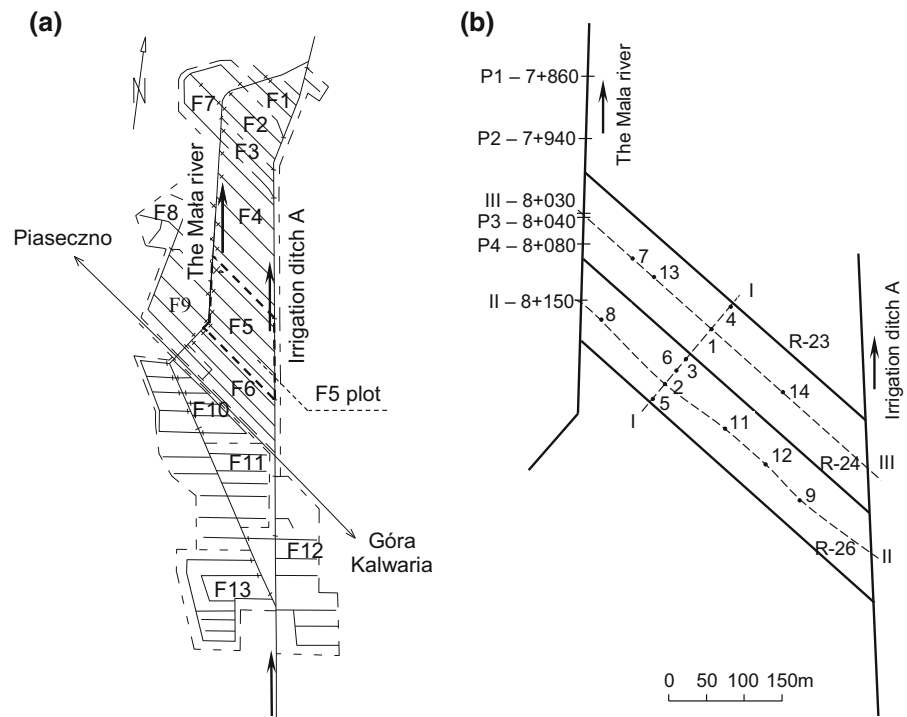 (a)
N
F1
F7
F2
F3
The Mała river
F4
F8
Piaseczno
Irrigation ditch A
F9
F5
F5 plot
F6
F10
F11
F12
Góra
Kalwaria
F13
(b)
P1 – 7+860
The Mala river
P2 – 7+940
III – 8+030
P3 – 8+040
P4 – 8+080
II – 8+150
7
13
I
4
8
R-23
1
6
3
2
14
5
I
11
Irrigation ditch A
12
R-24
III
9
R-26
II
0 50 100 150m